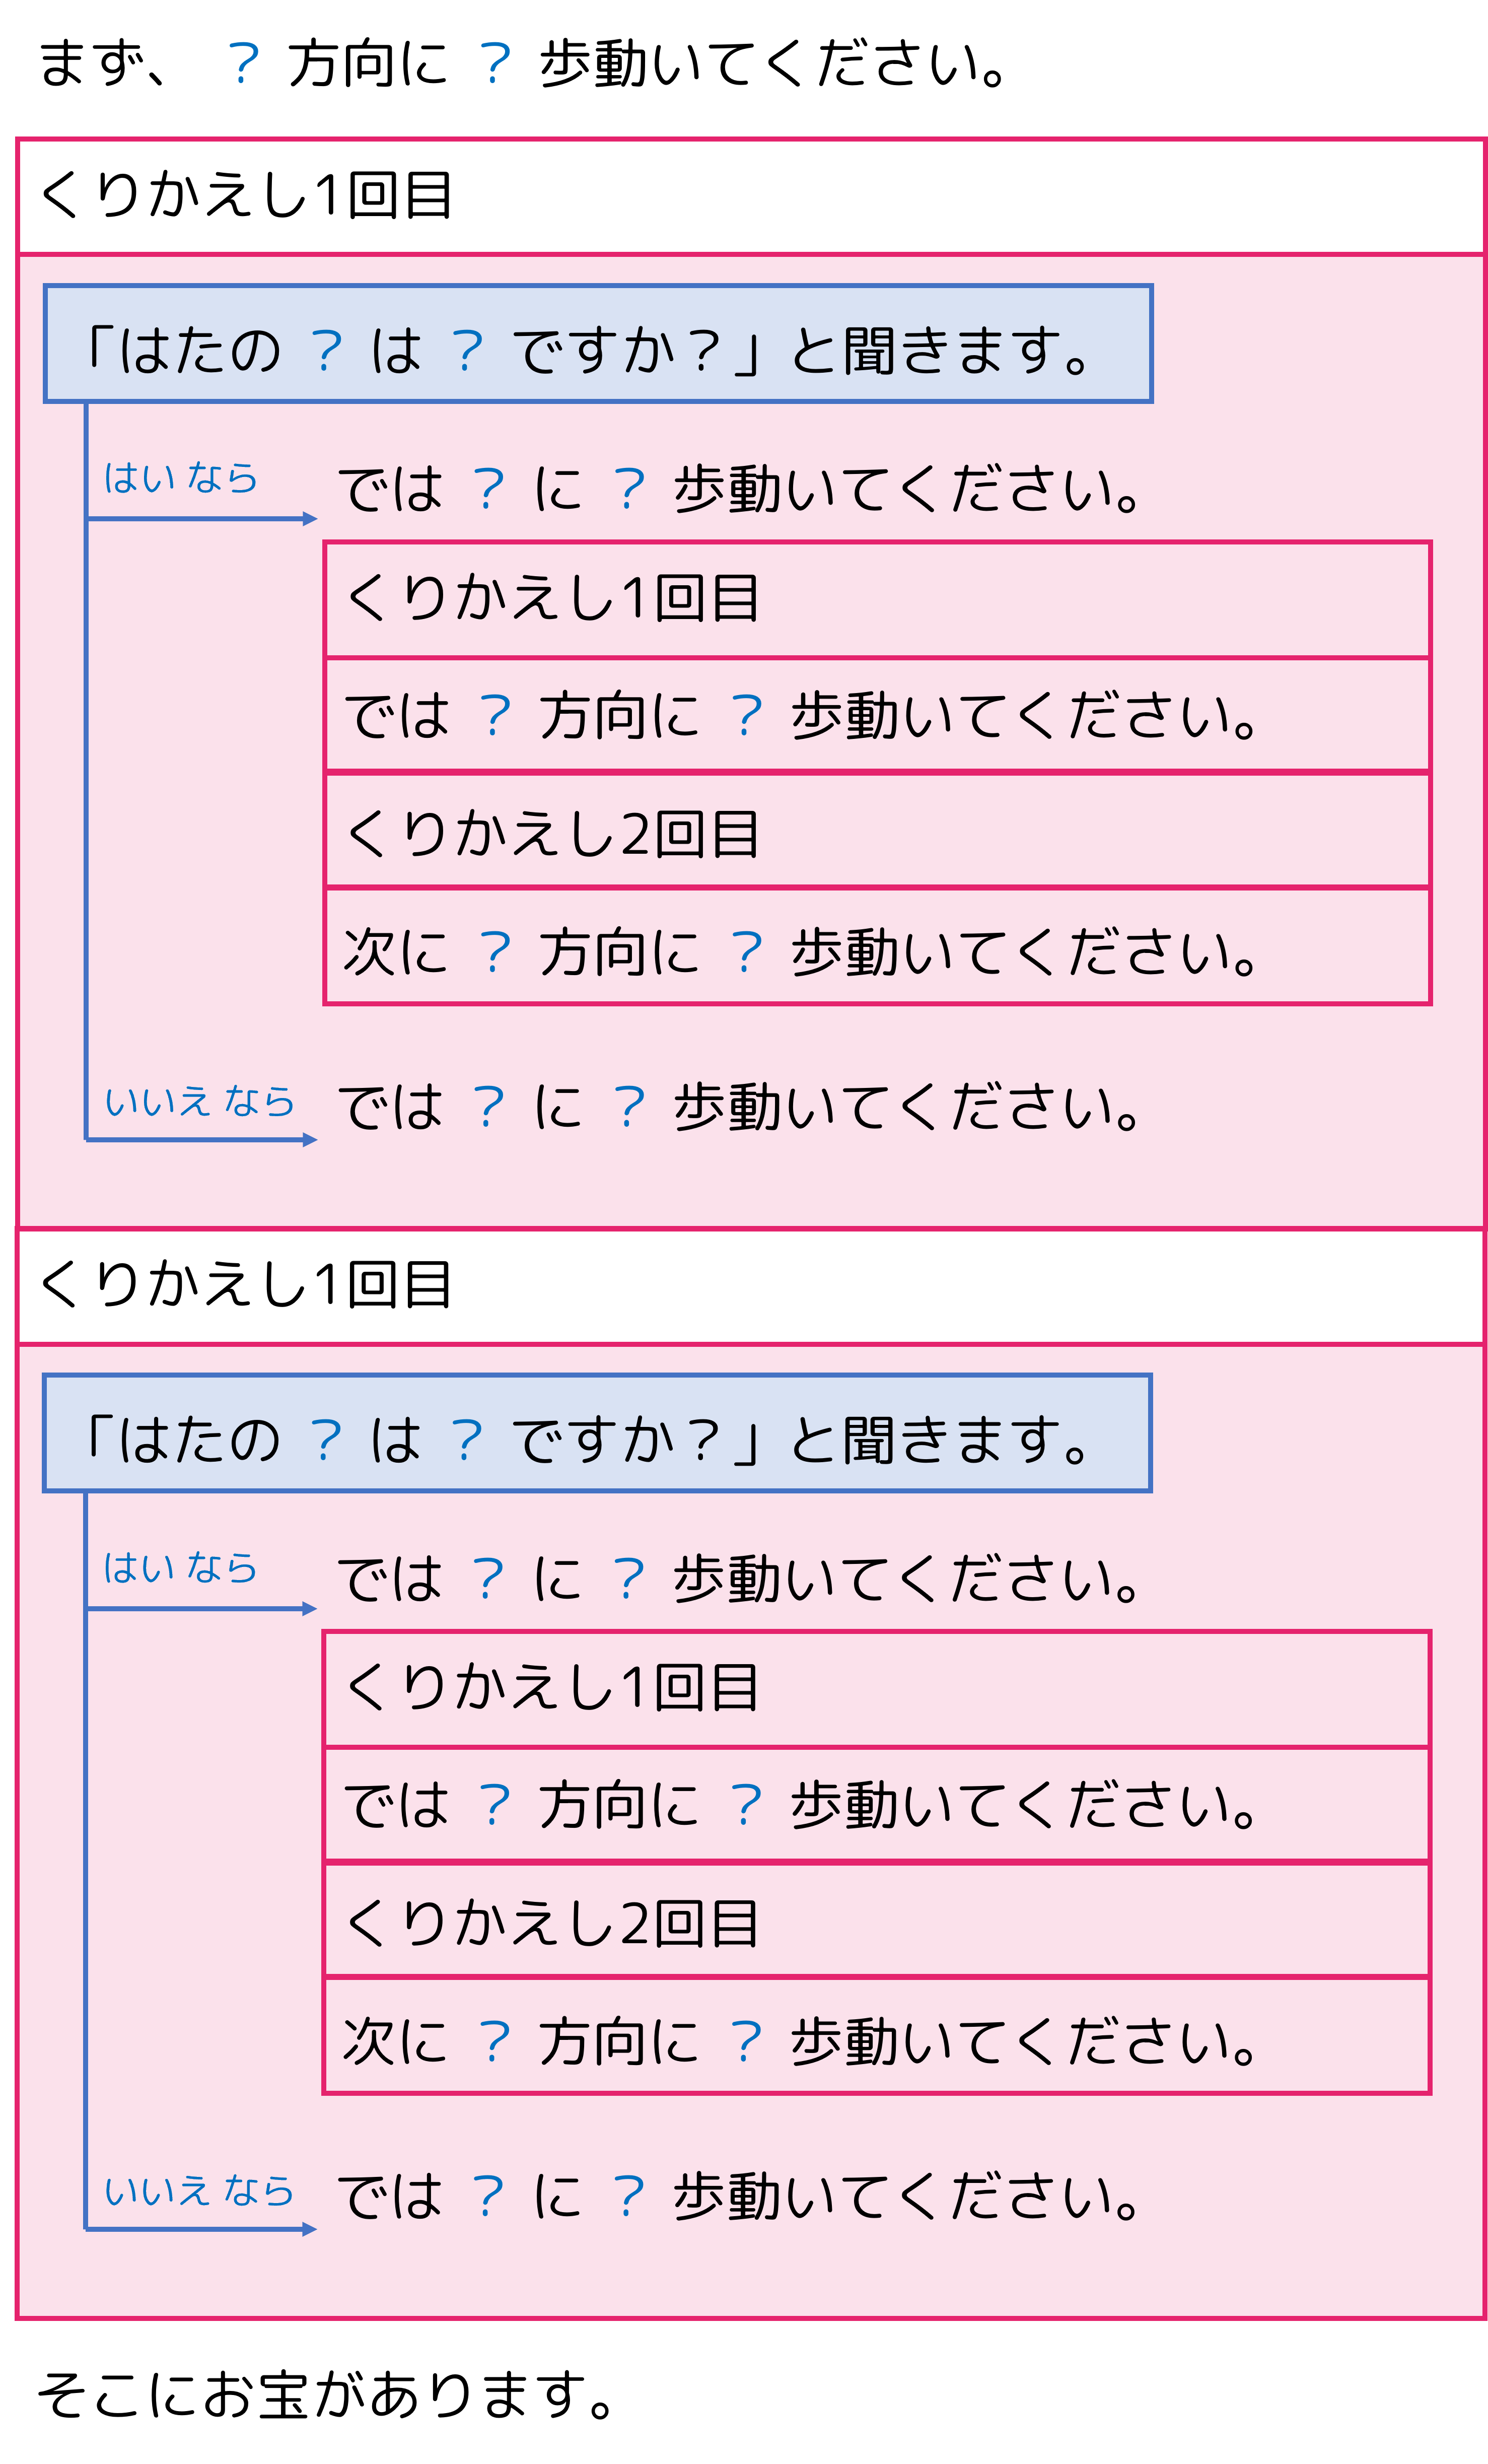 まず、 ? 方向に ? 歩動いてください。
くりかえし1回目
「はたの ? は ? ですか?」と聞きます。
はい なら
では ? に ? 歩動いてください。
くりかえし1回目
では ? 方向に ? 歩動いてください。
くりかえし2回目
次に ? 方向に ? 歩動いてください。
いいえ なら
では ? に ? 歩動いてください。
くりかえし1回目
「はたの ? は ? ですか?」と聞きます。
はい なら
では ? に ? 歩動いてください。
くりかえし1回目
では ? 方向に ? 歩動いてください。
くりかえし2回目
次に ? 方向に ? 歩動いてください。
いいえ なら
では ? に ? 歩動いてください。
そこにお宝があります。